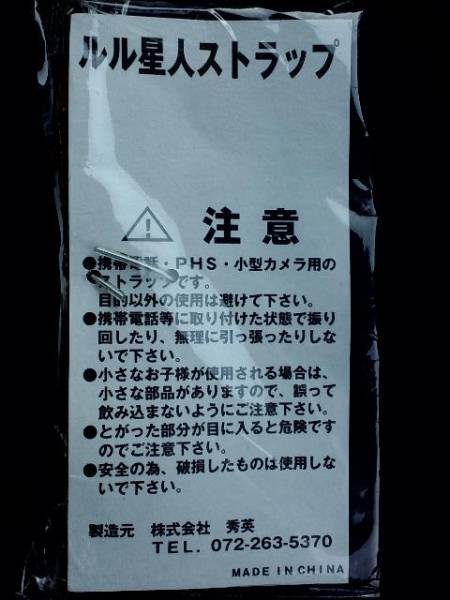 ルル星人ストラップ
⚠ 注意
●携帯電話・PHS・小型カメラ用の
ストラップです。
目的以外の使用は避けて下さい。
●携帯電話等に取り付けた状態で振り
回したり、無理に引っ張ったりしな
いで下さい。
●小さなお子様が使用される場合は、
小さな部品がありますので、誤って
飲み込まないようにご注意下さい。
●とがった部分が目に入ると危険です
のでご注意下さい。
●安全の為、破損したものは使用しな
いで下さい。
製造元 株式会社 秀英
TEL. 072-263-5370
MADE IN CHINA